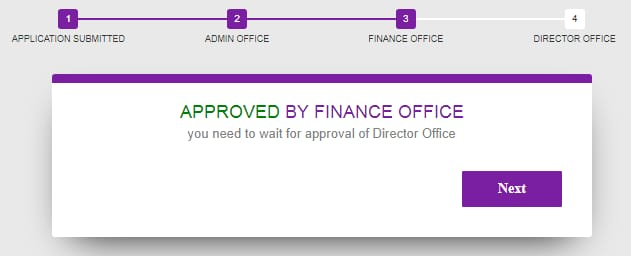 1 2 3 4
APPLICATION SUBMITTED ADMIN OFFICE FINANCE OFFICE DIRECTOR OFFICE
APPROVED BY FINANCE OFFICE
you need to wait for approval of Director Office
Next